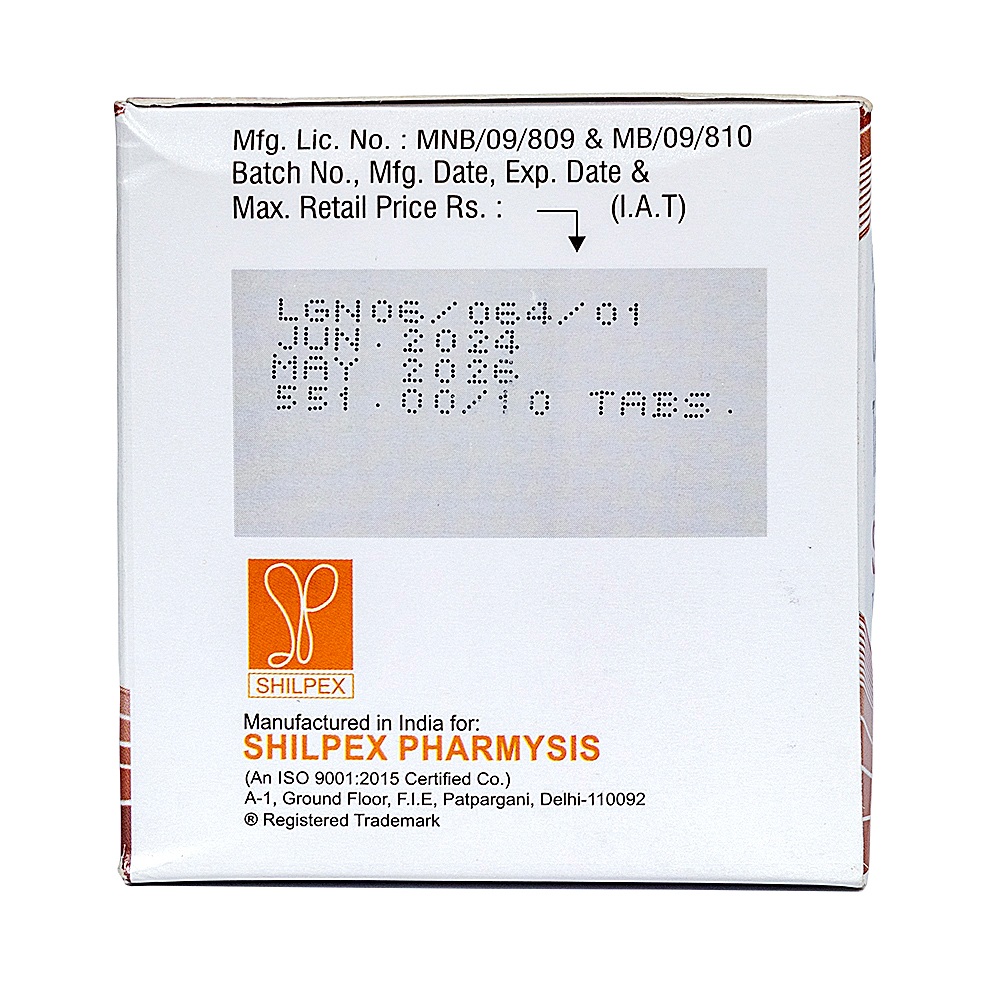 Mfg. Lic. No. : MNB/09/809 & MB/09/810
Batch No., Mfg. Date, Exp. Date &
Max. Retail Price Rs. : (I.A.T)
LGN06/064/01
JUN.2024
MAY 2026
551.00/10 TABS.
SP
SHILPEX
Manufactured in India for:
SHILPEX PHARMYSIS
(An ISO 9001:2015 Certified Co.)
A-1, Ground Floor, F.I.E, Patpargani, Delhi-110092
® Registered Trademark